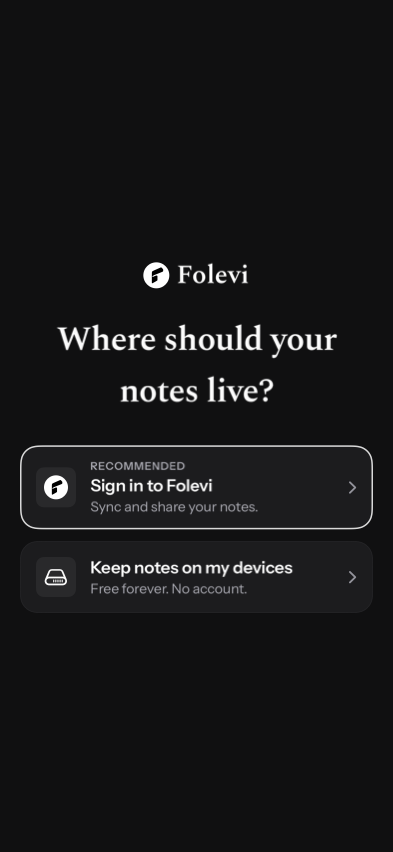 Folevi
Where should your
notes live?
RECOMMENDED
Sign in to Folevi
Sync and share your notes.
Keep notes on my devices
Free forever. No account.